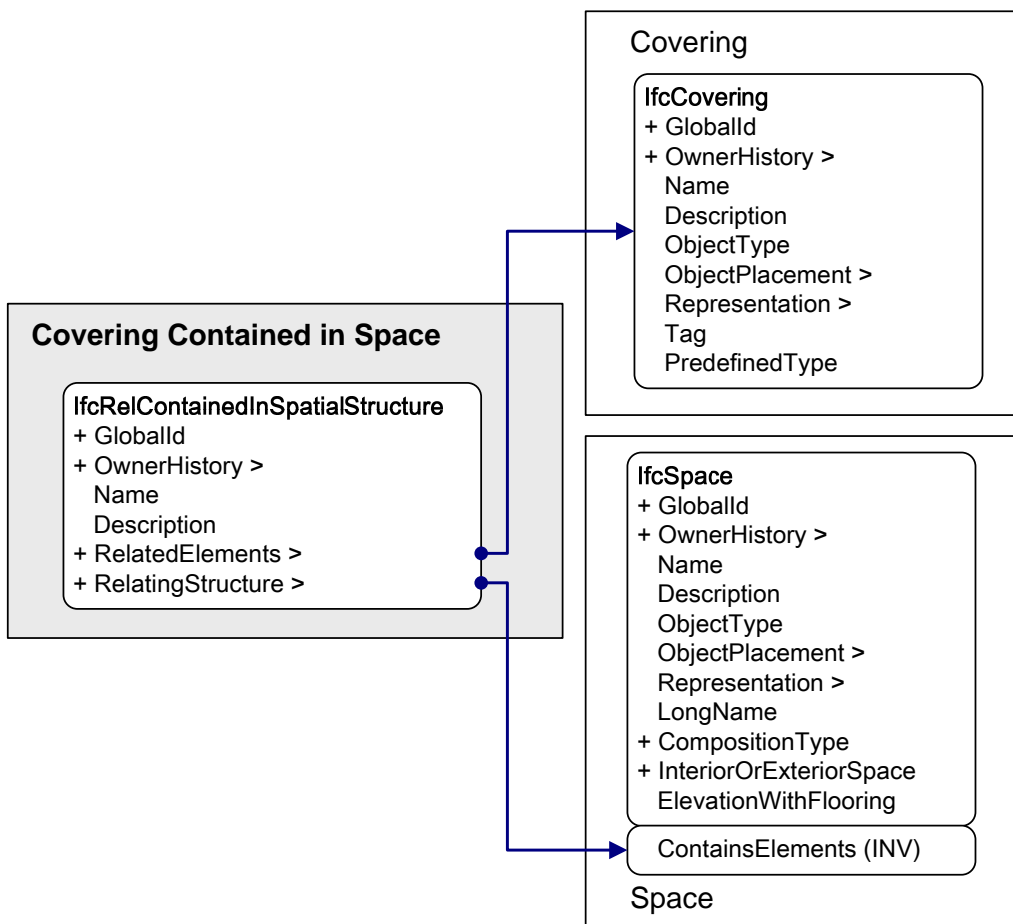 Covering
IfcCovering
+ GlobalId
+ OwnerHistory >
Name
Description
ObjectType
ObjectPlacement >
Representation >
Tag
PredefinedType
Covering Contained in Space
IfcRelContainedInSpatialStructure
+ GlobalId
+ OwnerHistory >
Name
Description
+ RelatedElements >
+ RelatingStructure >
IfcSpace
+ GlobalId
+ OwnerHistory >
Name
Description
ObjectType
ObjectPlacement >
Representation >
LongName
+ CompositionType
+ InteriorOrExteriorSpace
ElevationWithFlooring
ContainsElements (INV)
Space